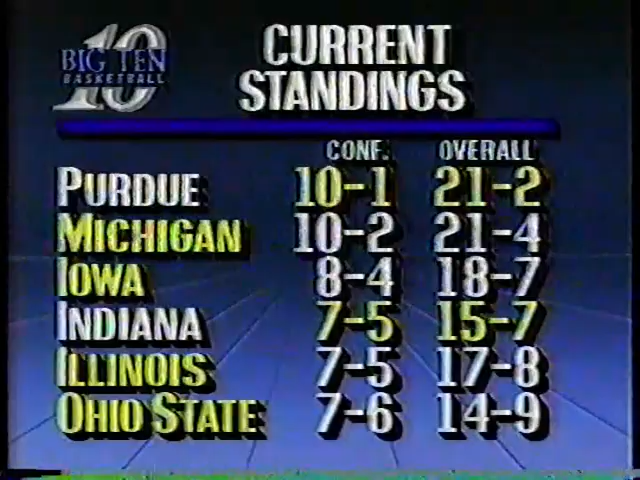 10
BIG TEN
BASKETBALL
CURRENT
STANDINGS
CONF. OVERALL
PURDUE 10-1 21-2
MICHIGAN 10-2 21-4
IOWA 8-4 18-7
INDIANA 7-5 15-7
ILLINOIS 7-5 17-8
OHIO STATE 7-6 14-9